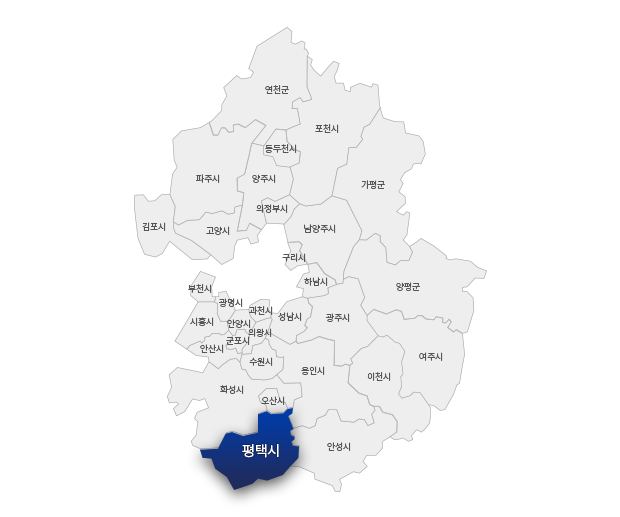 연천군
포천시
동두천시
파주시
양주시
가평군
의정부시
김포시
고양시
남양주시
구리시
하남시
양평군
부천시
광명시
과천시
시흥시
안양시
성남시
광주시
의왕시
군포시
안산시
수원시
여주시
용인시
이천시
화성시
오산시
평택시
안성시